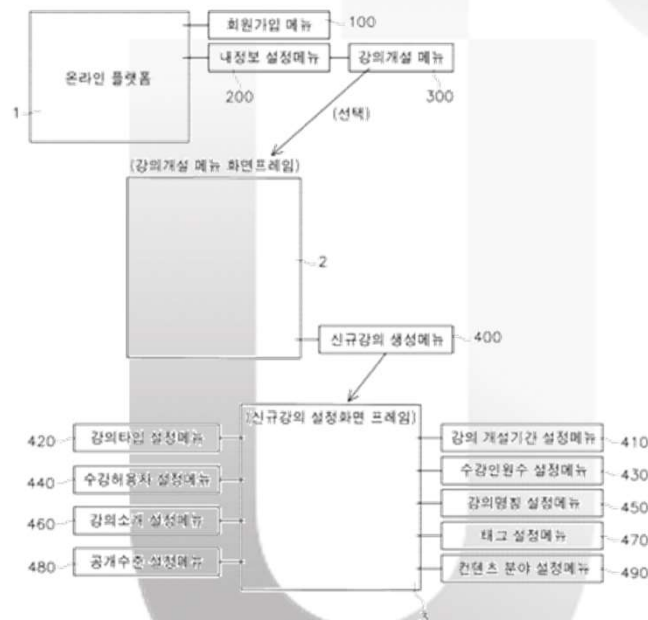 회원가입 메뉴
100
온라인 플랫폼
내정보 설정메뉴
강의개설 메뉴
1
200
300
(선택)
(강의개설 메뉴 화면프레임)
2
신규강의 생성메뉴
400
(신규강의 설정화면 프레임)
420
강의타입 설정메뉴
강의 개설기간 설정메뉴
410
440
수강허용자 설정메뉴
수강인원수 설정메뉴
430
강의명칭 설정메뉴
450
460
강의소개 설정메뉴
태그 설정메뉴
470
480
공개수준 설정메뉴
컨텐츠 분야 설정메뉴
490